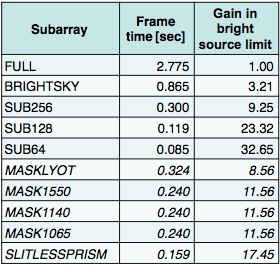 Subarray Frame time [sec] Gain in bright source limit
FULL 2.775 1.00
BRIGHTSKY 0.865 3.21
SUB256 0.300 9.25
SUB128 0.119 23.32
SUB64 0.085 32.65
MASKLYOT 0.324 8.56
MASK1550 0.240 11.56
MASK1140 0.240 11.56
MASK1065 0.240 11.56
SLITLESSPRISM 0.159 17.45